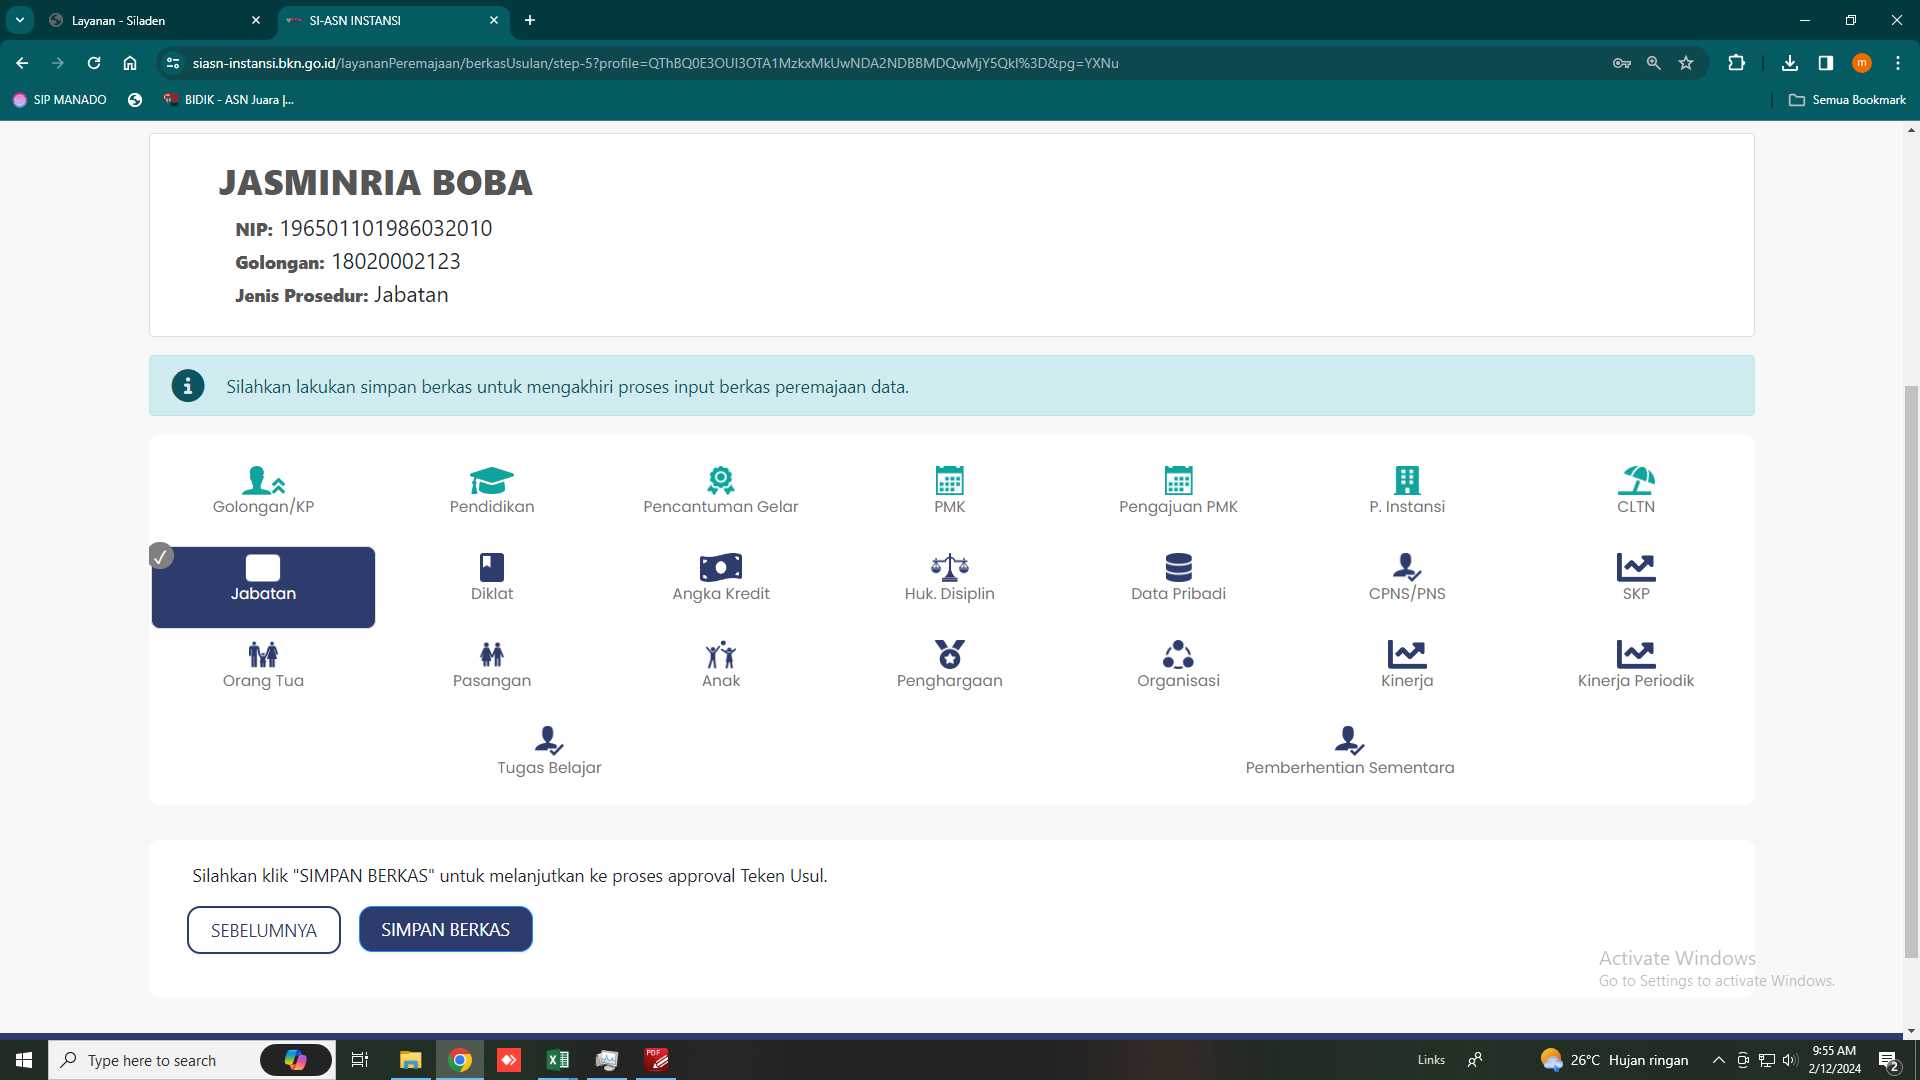 Layanan - Siladen
SI-ASN INSTANSI
siasn-instansi.bkn.go.id/layananPeremajaan/berkasUsulan/step-5?profile=QThBQ0E3OUI3OTA1MzkxMkUwNDA2NDBBMDQwMjY5QkI%3D&pg=YXNu
m
SIP MANADO
BIDIK - ASN Juara |...
Semua Bookmark
JASMINRIA BOBA
NIP: 196501101986032010
Golongan: 18020002123
Jenis Prosedur: Jabatan
Silahkan lakukan simpan berkas untuk mengakhiri proses input berkas peremajaan data.
Golongan/KP Pendidikan Pencantuman Gelar PMK Pengajuan PMK P. Instansi CLTN
Jabatan Diklat Angka Kredit Huk. Disiplin Data Pribadi CPNS/PNS SKP
Orang Tua Pasangan Anak Penghargaan Organisasi Kinerja Kinerja Periodik
Tugas Belajar Pemberhentian Sementara
Silahkan klik "SIMPAN BERKAS" untuk melanjutkan ke proses approval Teken Usul.
SEBELUMNYA SIMPAN BERKAS
Activate Windows
Go to Settings to activate Windows.
Type here to search
PDF
Links
26°C Hujan ringan
9:55 AM
2/12/2024
2